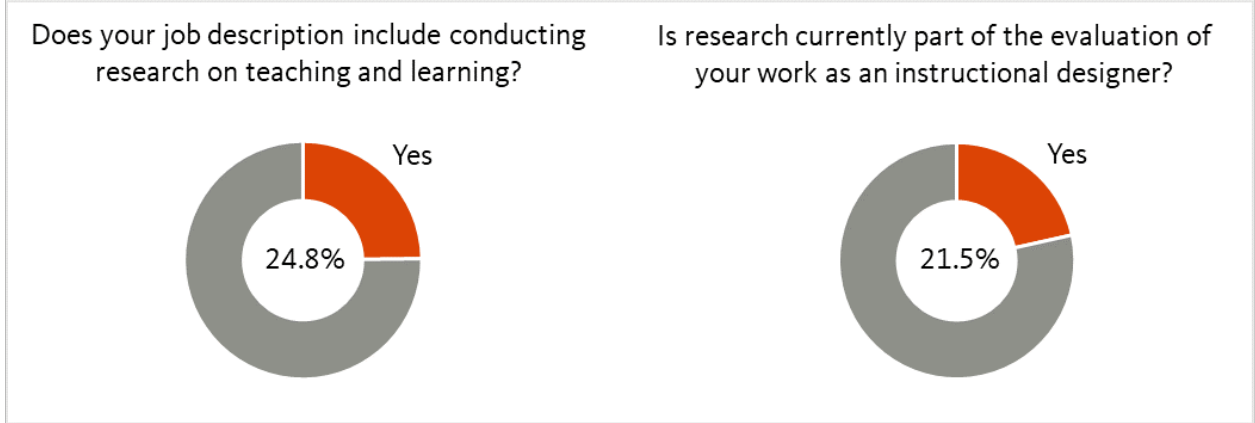 Does your job description include conducting
research on teaching and learning?
Yes
24.8%
Is research currently part of the evaluation of
your work as an instructional designer?
Yes
21.5%